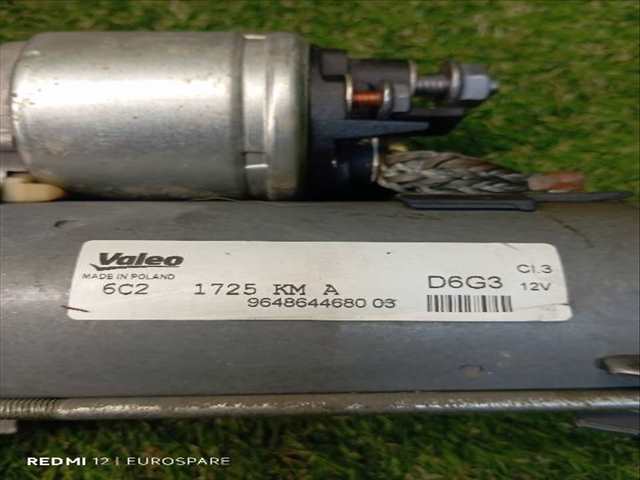 Valeo
MADE IN POLAND
6C2 1725 KM A
9648644680 03
D6G3
Cl.3
12V
REDMI 12 | EUROSPARE